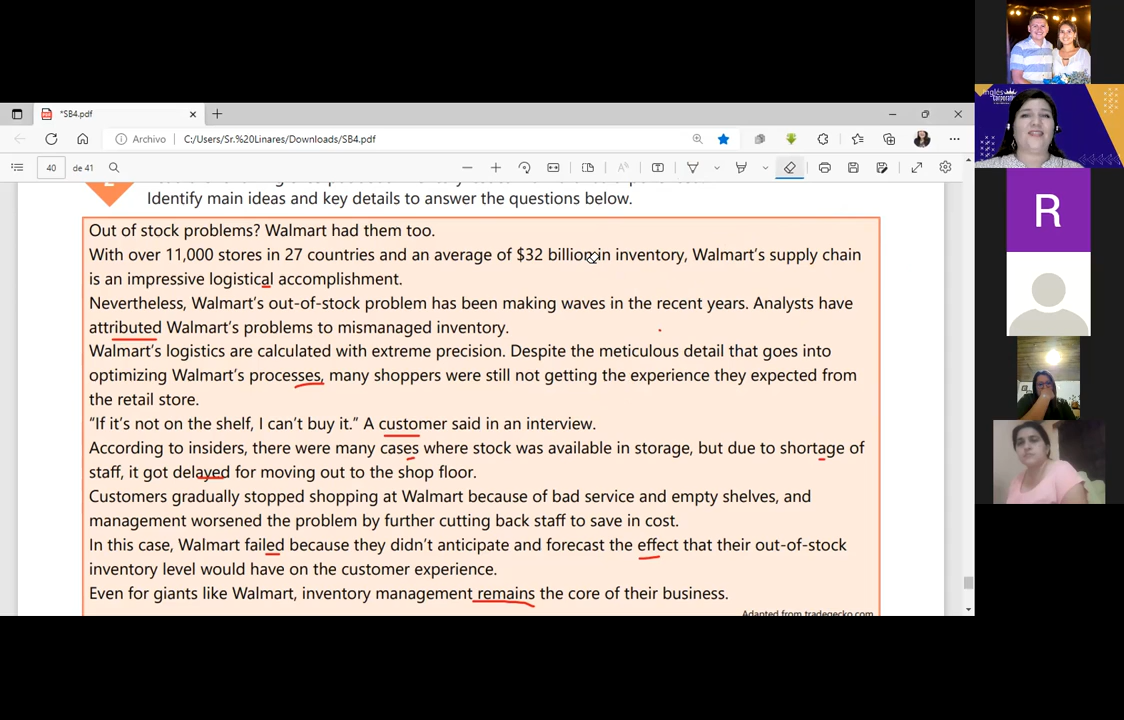 *SB4.pdf
Archivo
C:/Users/Sr.%20Linares/Downloads/SB4.pdf
40 de 41
Identify main ideas and key details to answer the questions below.
Out of stock problems? Walmart had them too.
With over 11,000 stores in 27 countries and an average of $32 billion in inventory, Walmart's supply chain
is an impressive logistical accomplishment.
Nevertheless, Walmart's out-of-stock problem has been making waves in the recent years. Analysts have
attributed Walmart's problems to mismanaged inventory.
Walmart's logistics are calculated with extreme precision. Despite the meticulous detail that goes into
optimizing Walmart's processes, many shoppers were still not getting the experience they expected from
the retail store.
“If it's not on the shelf, I can't buy it.” A customer said in an interview.
According to insiders, there were many cases where stock was available in storage, but due to shortage of
staff, it got delayed for moving out to the shop floor.
Customers gradually stopped shopping at Walmart because of bad service and empty shelves, and
management worsened the problem by further cutting back staff to save in cost.
In this case, Walmart failed because they didn't anticipate and forecast the effect that their out-of-stock
inventory level would have on the customer experience.
Even for giants like Walmart, inventory management remains the core of their business.
Adapted from tradegecko.com
Inglés
Corporativo
R